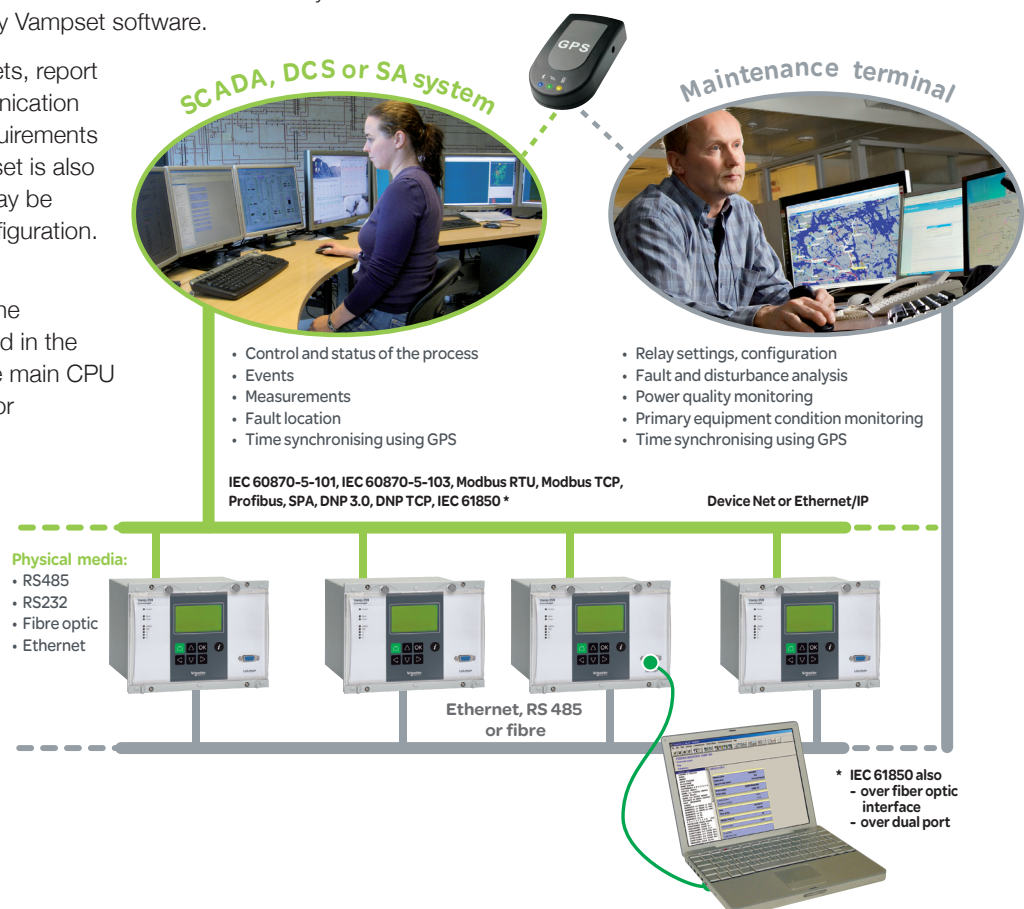 y Vampset software.
ets, report
nication
uirements
set is also
ay be
figuration.
ne
d in the
e main CPU
or
GPS
SCADA, DCS or SA system
Maintenance terminal
• Control and status of the process
• Events
• Measurements
• Fault location
• Time synchronising using GPS
• Relay settings, configuration
• Fault and disturbance analysis
• Power quality monitoring
• Primary equipment condition monitoring
• Time synchronising using GPS
IEC 60870-5-101, IEC 60870-5-103, Modbus RTU, Modbus TCP,
Profibus, SPA, DNP 3.0, DNP TCP, IEC 61850 *
Device Net or Ethernet/IP
Physical media:
• RS485
• RS232
• Fibre optic
• Ethernet
OK
OK
OK
OK
Ethernet, RS 485
or fibre
* IEC 61850 also
- over fiber optic
interface
- over dual port